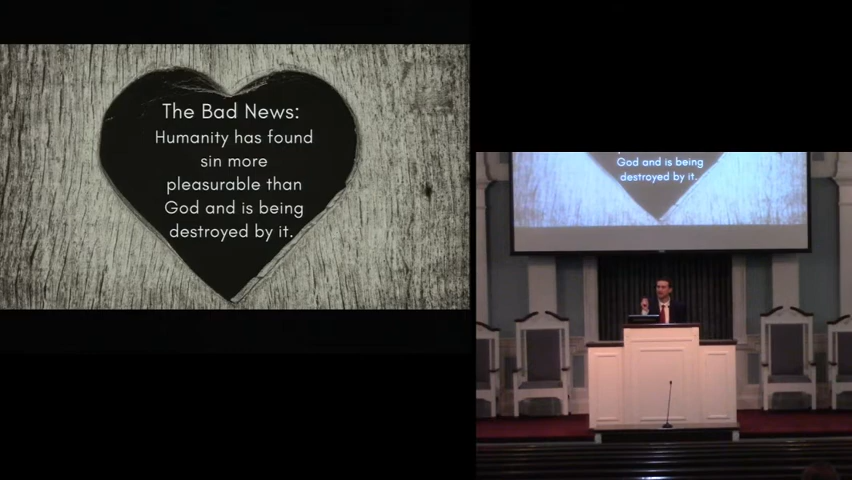 The Bad News:
Humanity has found
sin more
pleasurable than
God and is being
destroyed by it.
God and is being
destroyed by it.